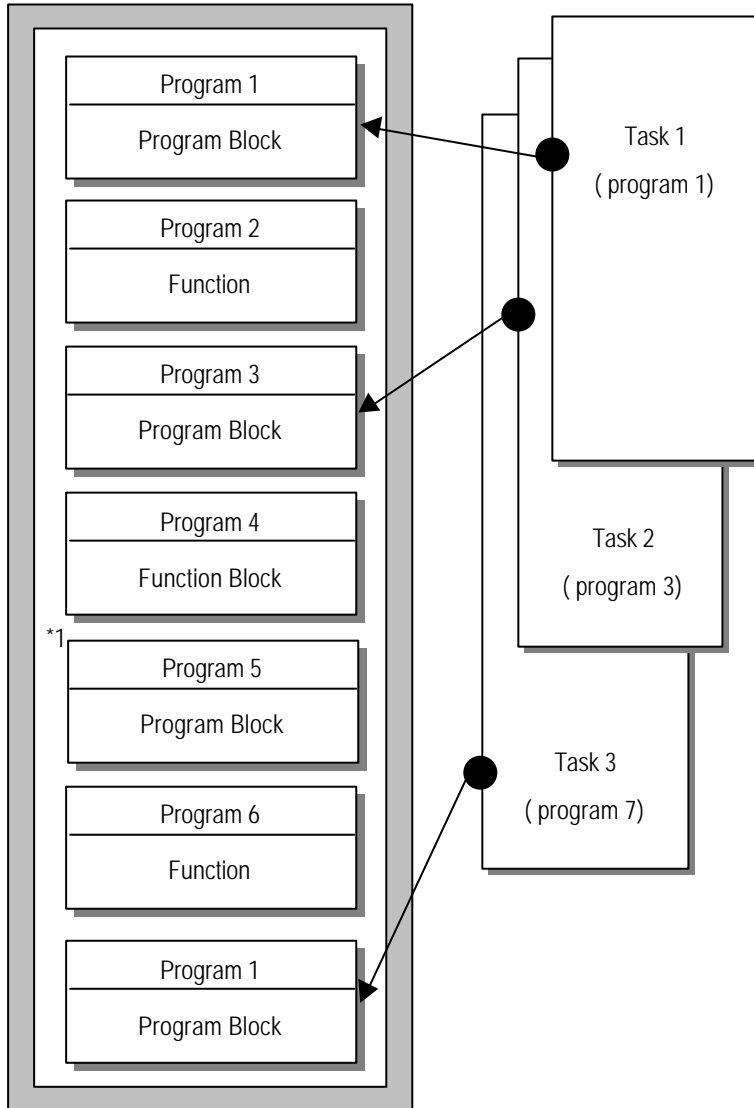 Program 1
Program Block
Program 2
Function
Program 3
Program Block
Program 4
Function Block
*1
Program 5
Program Block
Program 6
Function
Program 1
Program Block
Task 1
( program 1)
Task 2
( program 3)
Task 3
( program 7)